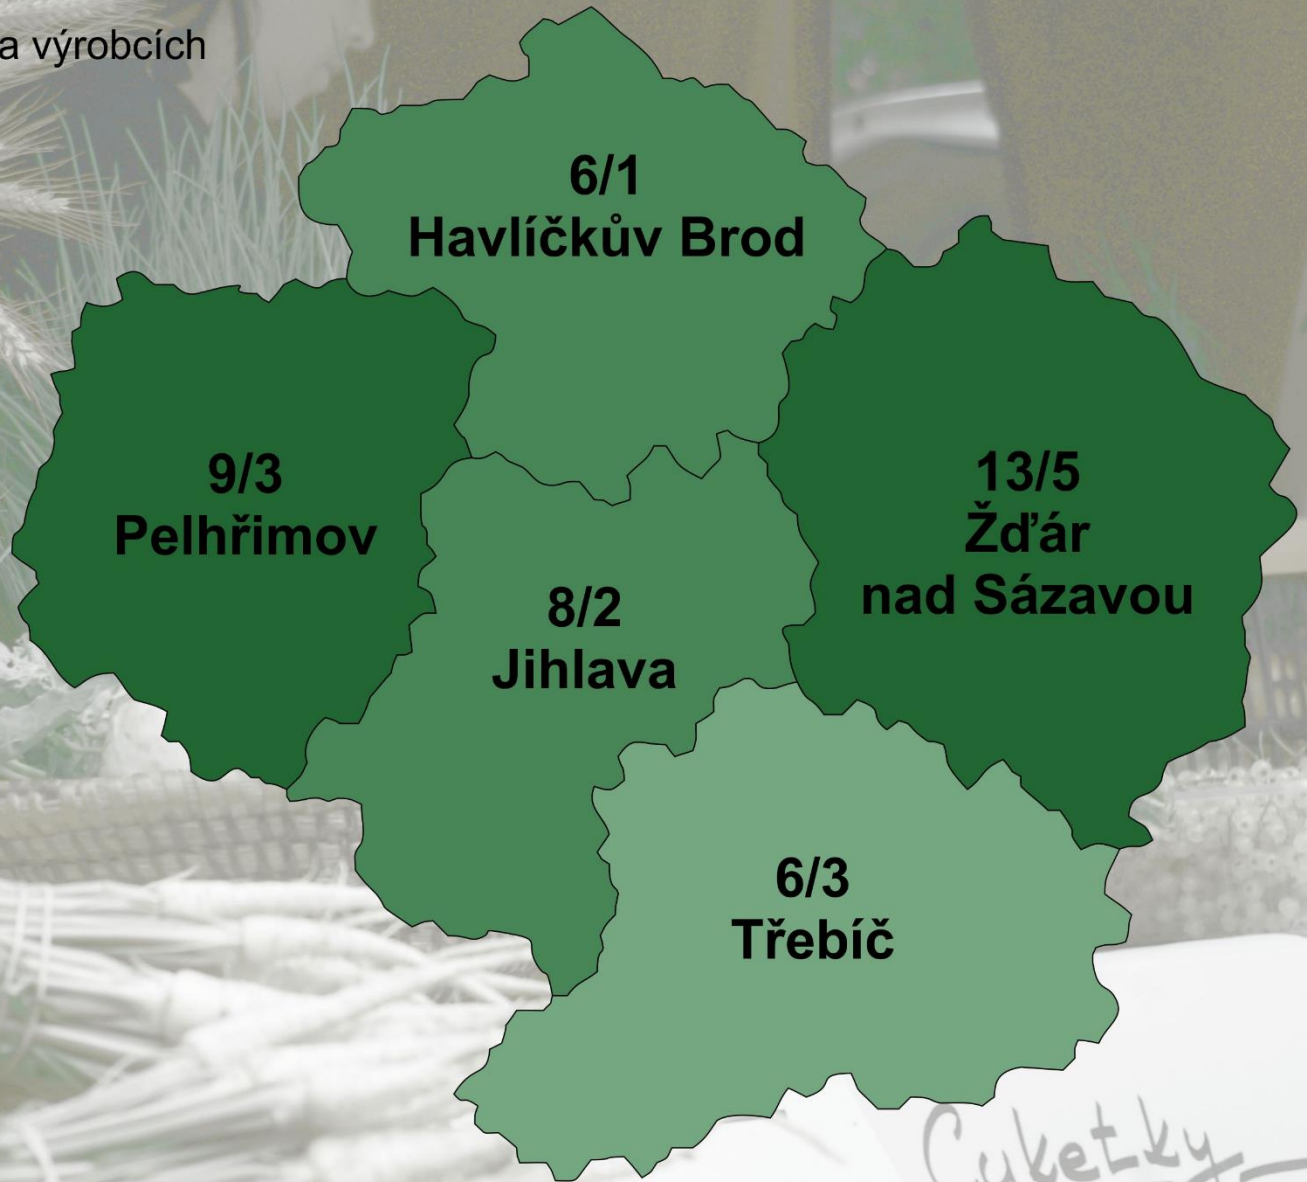 a výrobcích
6/1
Havlíčkův Brod
9/3
Pelhřimov
13/5
Žďár
nad Sázavou
8/2
Jihlava
6/3
Třebíč
Cuketky